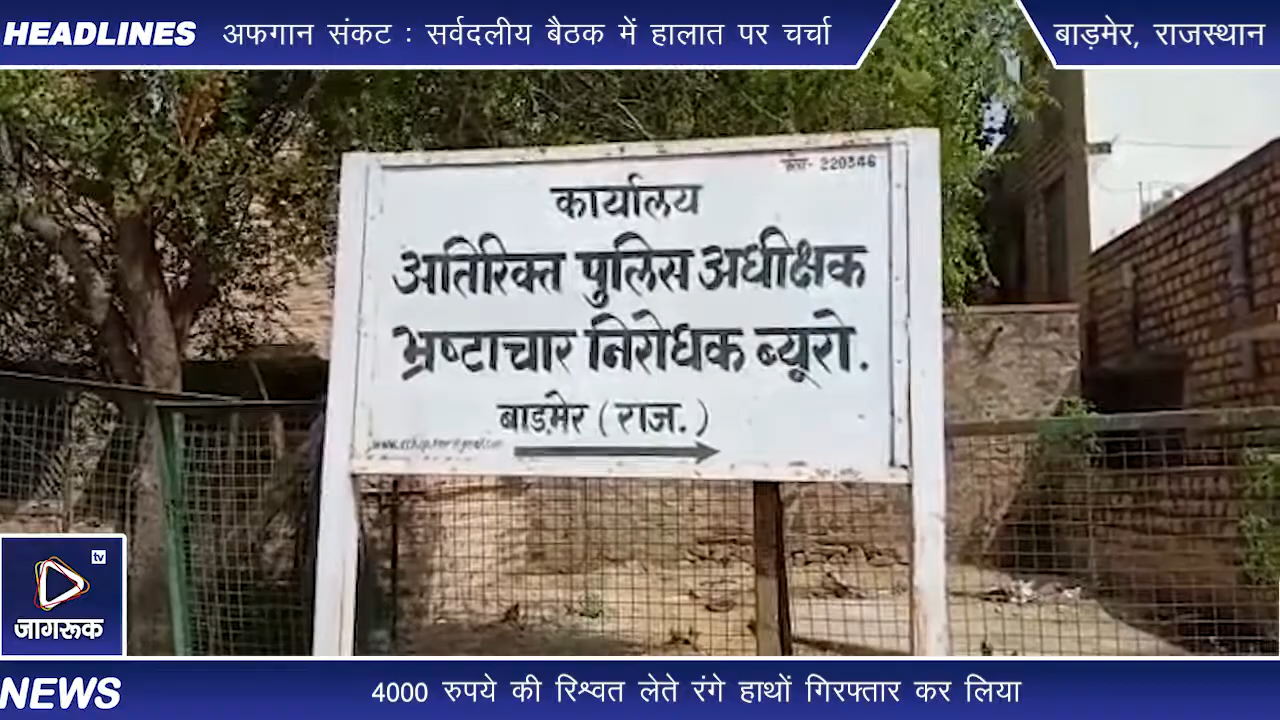 HEADLINES अफगान संकट : सर्वदलीय बैठक में हालात पर चर्चा
बाड़मेर, राजस्थान
220346
कार्यालय
अतिरिक्त पुलिस अधीक्षक
भ्रष्टाचार निरोधक ब्यूरो.
बाड़मेर (राज.)
tv
जागरूक
NEWS 4000 रुपये की रिश्वत लेते रंगे हाथों गिरफ्तार कर लिया